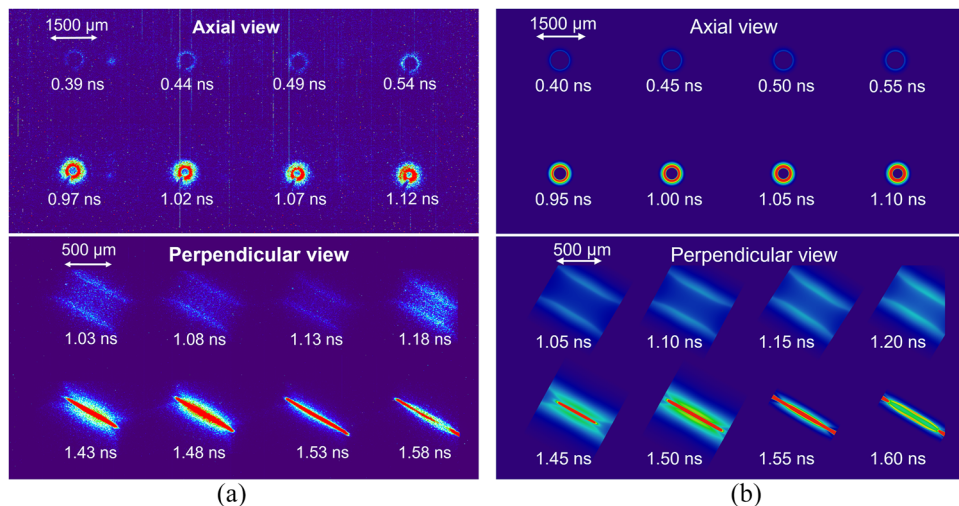 1500 µm
Axial view
0.39 ns 0.44 ns 0.49 ns 0.54 ns
0.97 ns 1.02 ns 1.07 ns 1.12 ns
500 µm
Perpendicular view
1.03 ns 1.08 ns 1.13 ns 1.18 ns
1.43 ns 1.48 ns 1.53 ns 1.58 ns
(a)
1500 µm
Axial view
0.40 ns 0.45 ns 0.50 ns 0.55 ns
0.95 ns 1.00 ns 1.05 ns 1.10 ns
500 µm
Perpendicular view
1.05 ns 1.10 ns 1.15 ns 1.20 ns
1.45 ns 1.50 ns 1.55 ns 1.60 ns
(b)